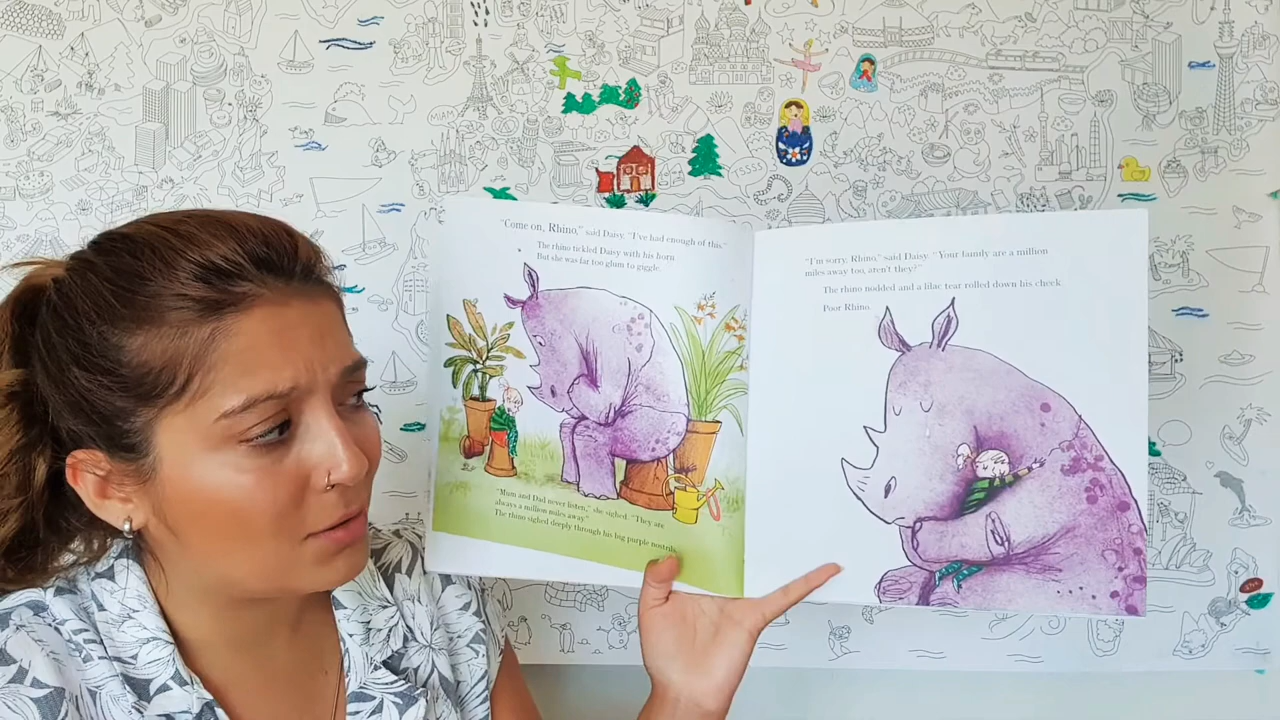 "Come on, Rhino," said Daisy. "I've had enough of this."
The rhino tickled Daisy with his horn.
But she was far too glum to giggle.
"Mum and Dad never listen," she sighed. "They are
always a million miles away."
The rhino sighed deeply through his big purple nostrils.
"I'm sorry, Rhino," said Daisy. "Your family are a million
miles away too, aren't they?"
The rhino nodded and a lilac tear rolled down his cheek.
Poor Rhino.
MIAM
SSSS